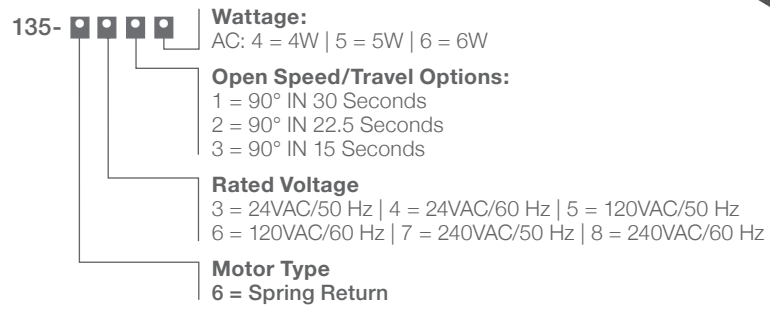 135-
Wattage:
AC: 4 = 4W | 5 = 5W | 6 = 6W
Open Speed/Travel Options:
1 = 90° IN 30 Seconds
2 = 90° IN 22.5 Seconds
3 = 90° IN 15 Seconds
Rated Voltage
3 = 24VAC/50 Hz | 4 = 24VAC/60 Hz | 5 = 120VAC/50 Hz
6 = 120VAC/60 Hz | 7 = 240VAC/50 Hz | 8 = 240VAC/60 Hz
Motor Type
6 = Spring Return